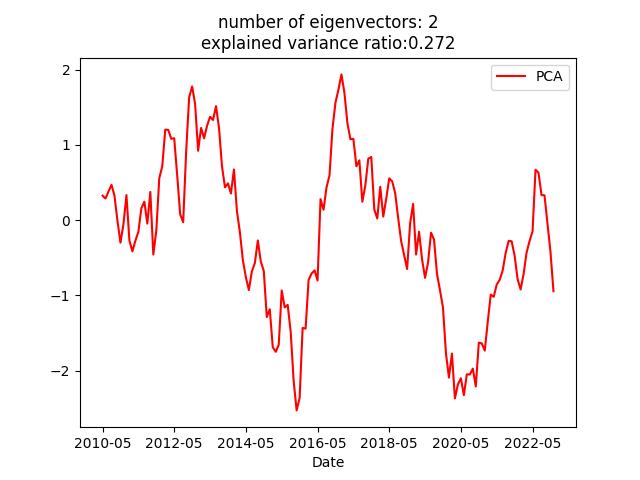 number of eigenvectors: 2
explained variance ratio:0.272
PCA
2
1
0
−1
−2
2010-05 2012-05 2014-05 2016-05 2018-05 2020-05 2022-05
Date